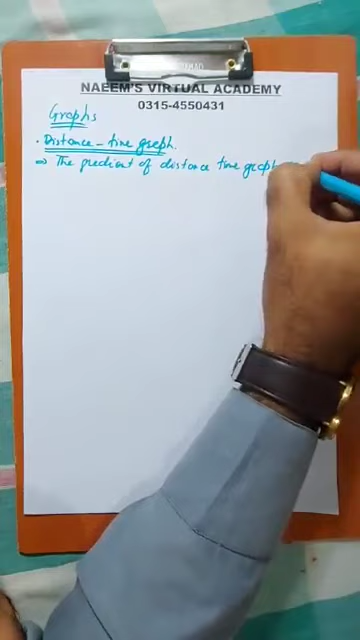 NAEEM'S VIRTUAL ACADEMY
0315-4550431
Graphs
• Distance - time graph.
⇒ The gradient of distance time graph